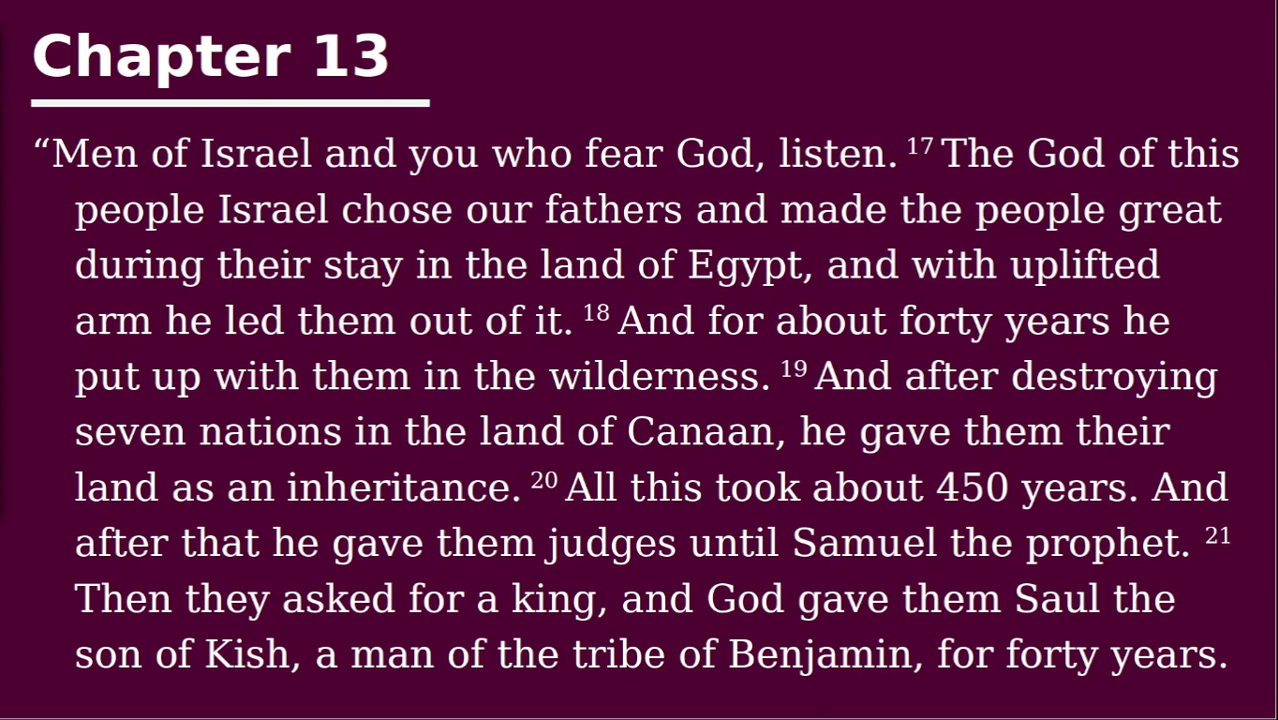 Chapter 13
“Men of Israel and you who fear God, listen. 17 The God of this
people Israel chose our fathers and made the people great
during their stay in the land of Egypt, and with uplifted
arm he led them out of it. 18 And for about forty years he
put up with them in the wilderness. 19 And after destroying
seven nations in the land of Canaan, he gave them their
land as an inheritance. 20 All this took about 450 years. And
after that he gave them judges until Samuel the prophet. 21
Then they asked for a king, and God gave them Saul the
son of Kish, a man of the tribe of Benjamin, for forty years.